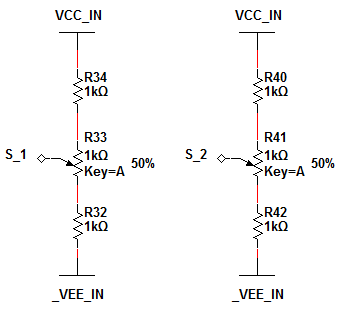 VCC_IN
R34
1kΩ
R33
1kΩ
Key=A
50%
S_1
R32
1kΩ
_VEE_IN
VCC_IN
R40
1kΩ
R41
1kΩ
Key=A
50%
S_2
R42
1kΩ
_VEE_IN